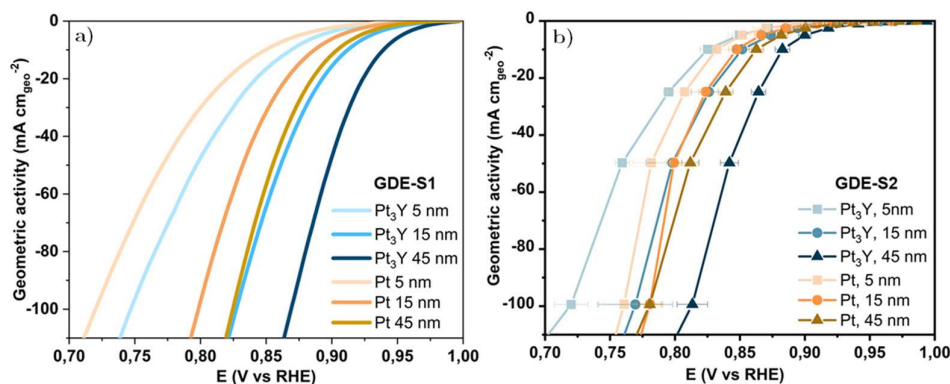 a)
Geometric activity (mA cm_geo^-2)
0
-20
-40
-60
-80
-100
GDE-S1
Pt₃Y 5 nm
Pt₃Y 15 nm
Pt₃Y 45 nm
Pt 5 nm
Pt 15 nm
Pt 45 nm
0,70 0,75 0,80 0,85 0,90 0,95 1,00
E (V vs RHE)
b)
Geometric activity (mA cm_geo^-2)
0
-20
-40
-60
-80
-100
GDE-S2
Pt₃Y, 5nm
Pt₃Y, 15 nm
Pt₃Y, 45 nm
Pt, 5 nm
Pt, 15 nm
Pt, 45 nm
0,70 0,75 0,80 0,85 0,90 0,95 1,00
E (V vs RHE)